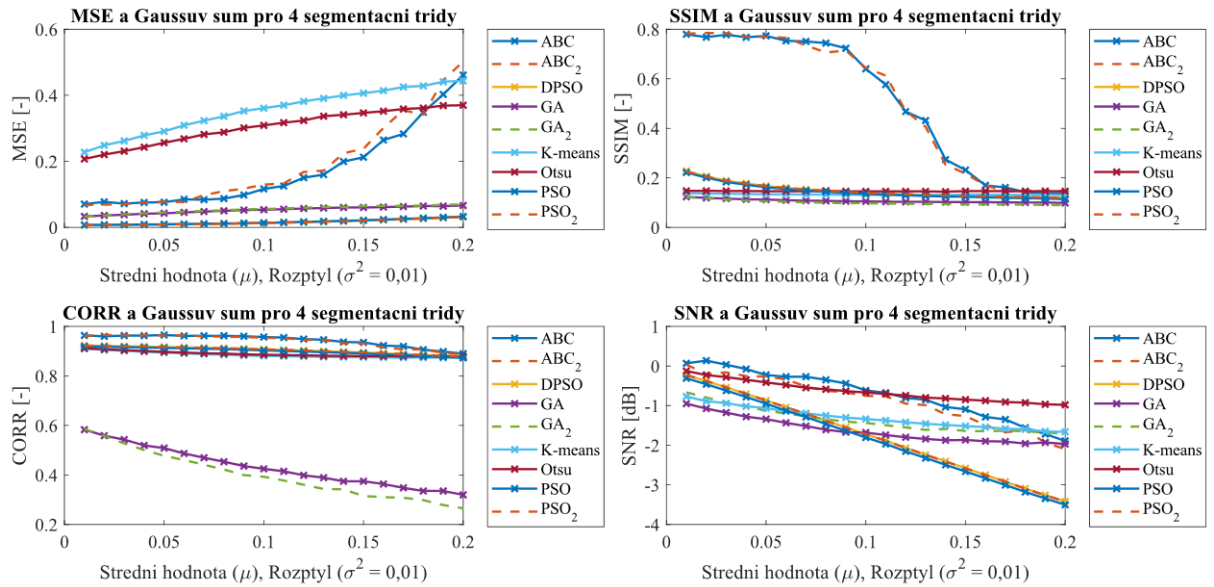 MSE a Gaussuv sum pro 4 segmentacni tridy
0.6
0.4
0.2
0
MSE [-]
0
0.05
0.1
0.15
0.2
Stredni hodnota (μ), Rozptyl (σ² = 0,01)
ABC
ABC₂
DPSO
GA
GA₂
K-means
Otsu
PSO
PSO₂
SSIM a Gaussuv sum pro 4 segmentacni tridy
0.8
0.6
0.4
0.2
0
SSIM [-]
0
0.05
0.1
0.15
0.2
Stredni hodnota (μ), Rozptyl (σ² = 0,01)
ABC
ABC₂
DPSO
GA
GA₂
K-means
Otsu
PSO
PSO₂
CORR a Gaussuv sum pro 4 segmentacni tridy
1
0.8
0.6
0.4
0.2
CORR [-]
0
0.05
0.1
0.15
0.2
Stredni hodnota (μ), Rozptyl (σ² = 0,01)
ABC
ABC₂
DPSO
GA
GA₂
K-means
Otsu
PSO
PSO₂
SNR a Gaussuv sum pro 4 segmentacni tridy
1
0
-1
-2
-3
-4
SNR [dB]
0
0.05
0.1
0.15
0.2
Stredni hodnota (μ), Rozptyl (σ² = 0,01)
ABC
ABC₂
DPSO
GA
GA₂
K-means
Otsu
PSO
PSO₂